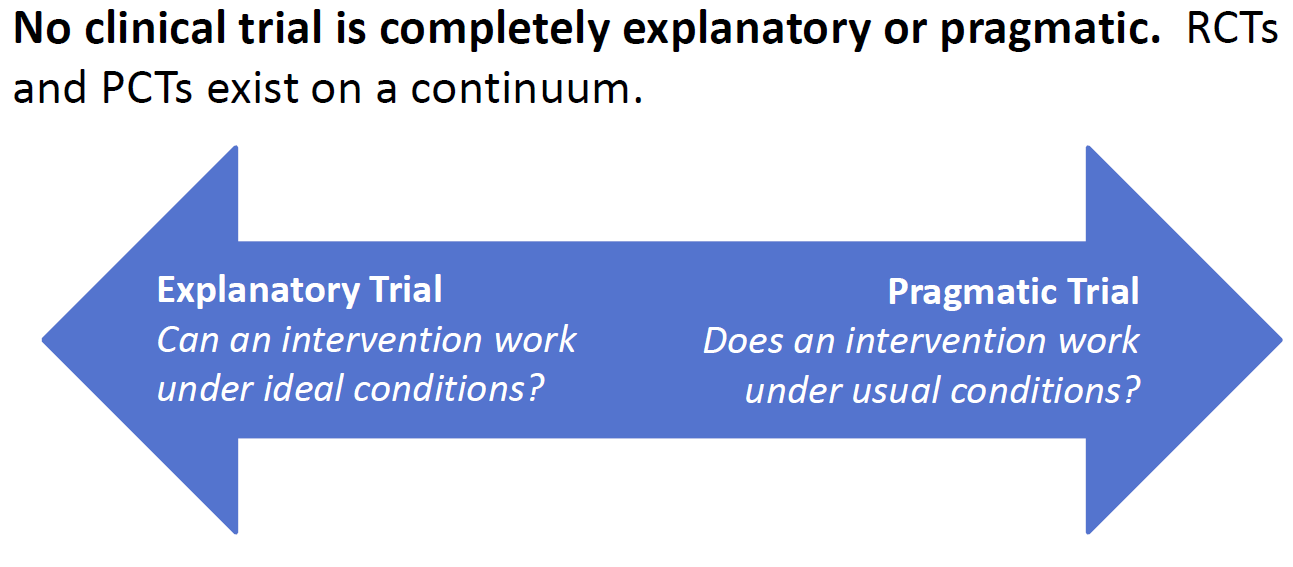 No clinical trial is completely explanatory or pragmatic.  RCTs
and PCTs exist on a continuum.
Explanatory Trial
Can an intervention work
under ideal conditions?
Pragmatic Trial
Does an intervention work
under usual conditions?